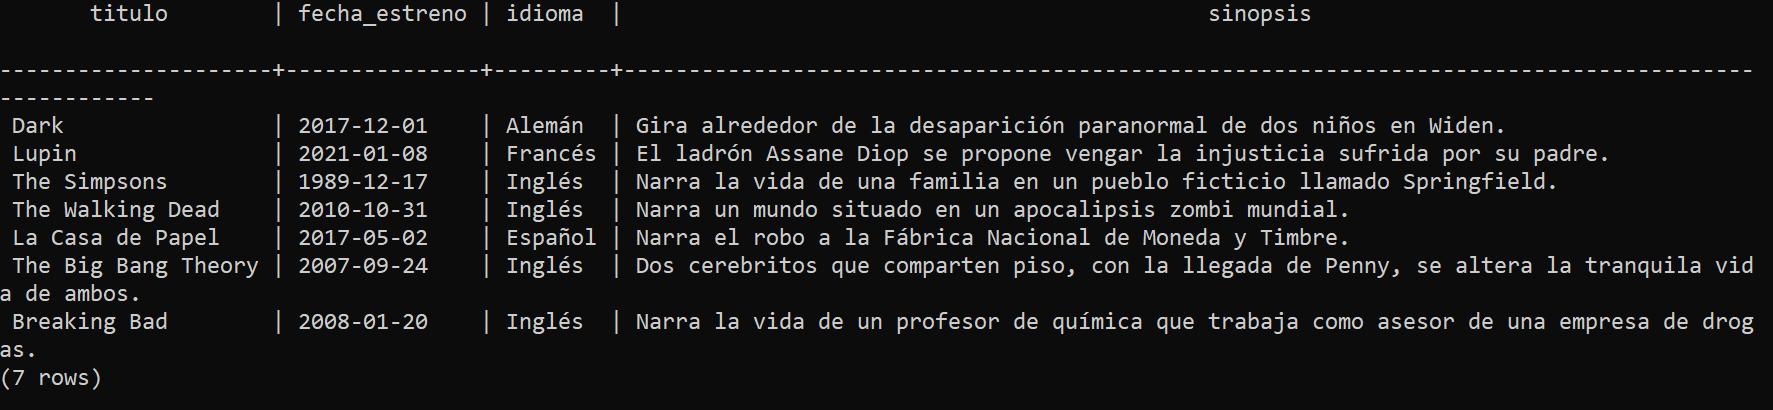 titulo | fecha_estreno | idioma | sinopsis
---------------------+---------------+---------+---------------------------------------------------------------------------------------
------------
Dark | 2017-12-01 | Alemán | Gira alrededor de la desaparición paranormal de dos niños en Widen.
Lupin | 2021-01-08 | Francés | El ladrón Assane Diop se propone vengar la injusticia sufrida por su padre.
The Simpsons | 1989-12-17 | Inglés | Narra la vida de una familia en un pueblo ficticio llamado Springfield.
The Walking Dead | 2010-10-31 | Inglés | Narra un mundo situado en un apocalipsis zombi mundial.
La Casa de Papel | 2017-05-02 | Español | Narra el robo a la Fábrica Nacional de Moneda y Timbre.
The Big Bang Theory | 2007-09-24 | Inglés | Dos cerebritos que comparten piso, con la llegada de Penny, se altera la tranquila vid
a de ambos.
Breaking Bad | 2008-01-20 | Inglés | Narra la vida de un profesor de química que trabaja como asesor de una empresa de drog
as.
(7 rows)